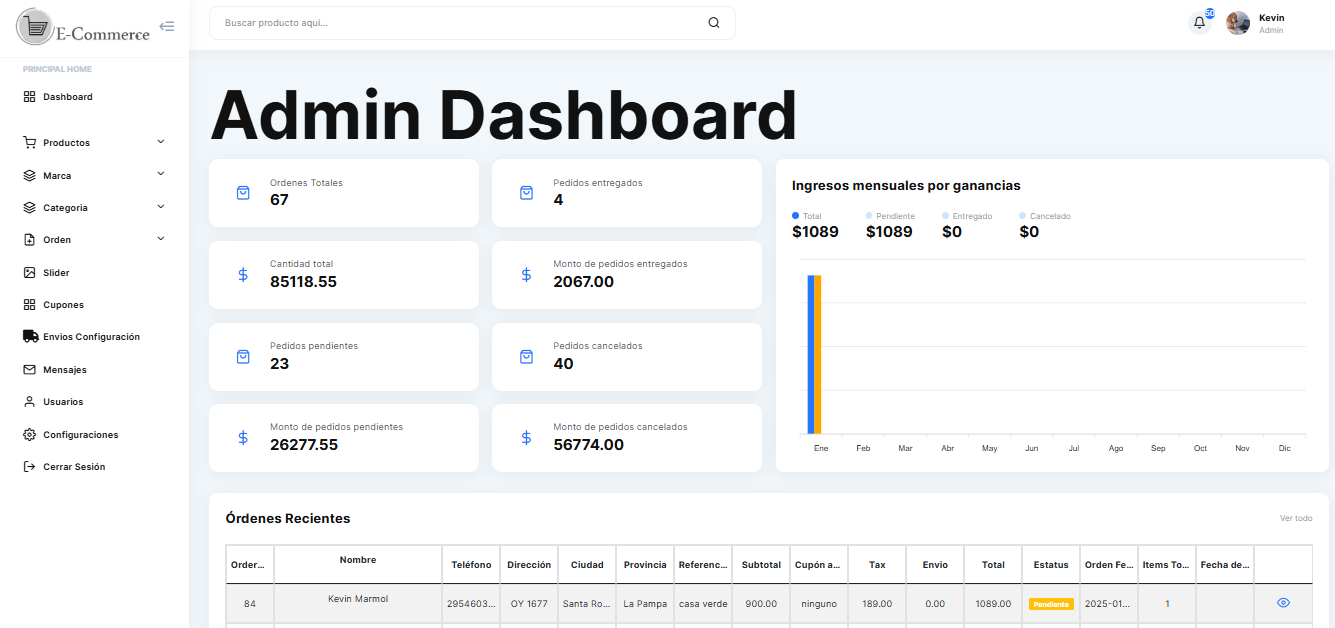 E-Commerce
Buscar producto aquí...
50
Kevin
Admin
PRINCIPAL HOME
Dashboard
Productos
Marca
Categoria
Orden
Slider
Cupones
Envios Configuración
Mensajes
Usuarios
Configuraciones
Cerrar Sesión
Admin Dashboard
Ordenes Totales
67
Pedidos entregados
4
Cantidad total
85118.55
Monto de pedidos entregados
2067.00
Pedidos pendientes
23
Pedidos cancelados
40
Monto de pedidos pendientes
26277.55
Monto de pedidos cancelados
56774.00
Ingresos mensuales por ganancias
Total Pendiente Entregado Cancelado
$1089 $1089 $0 $0
Ene Feb Mar Abr May Jun Jul Ago Sep Oct Nov Dic
Órdenes Recientes
Ver todo
Order... Nombre Teléfono Dirección Ciudad Provincia Referenc... Subtotal Cupón a... Tax Envio Total Estatus Orden Fe... Items To... Fecha de...
84 Kevin Marmol 2954603... OY 1677 Santa Ro... La Pampa casa verde 900.00 ninguno 189.00 0.00 1089.00 Pendiente 2025-01... 1